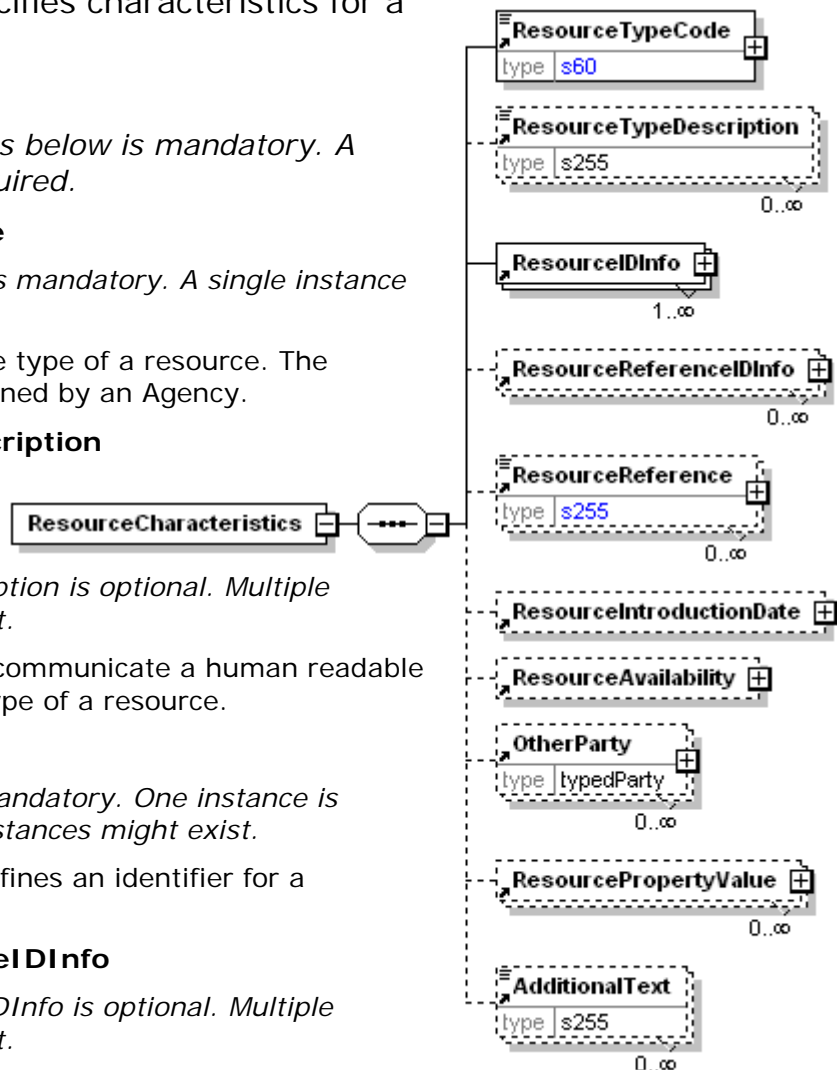 cifies characteristics for a
s below is mandatory. A
uired.
e
s mandatory. A single instance
e type of a resource. The
ned by an Agency.
cription
ption is optional. Multiple
t.
communicate a human readable
ype of a resource.
andatory. One instance is
stances might exist.
fines an identifier for a
eIDInfo
DInfo is optional. Multiple
t.
ResourceCharacteristics
ResourceTypeCode
type s60
ResourceTypeDescription
type s255
0..∞
ResourceIDInfo
1..∞
ResourceReferenceIDInfo
0..∞
ResourceReference
type s255
0..∞
ResourceIntroductionDate
ResourceAvailability
OtherParty
type typedParty
0..∞
ResourcePropertyValue
0..∞
AdditionalText
type s255
0..∞